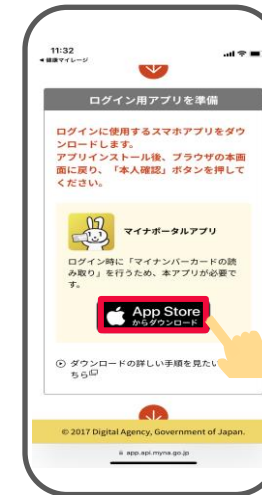 11:32
◀ 健康マイレージ
ログイン用アプリを準備
ログインに使用するスマホアプリをダウ
ンロードします。
アプリインストール後、ブラウザの本画
面に戻り、「本人確認」ボタンを押して
ください。
マイナポータルアプリ
ログイン時に「マイナンバーカードの読
み取り」を行うため、本アプリが必要で
す。
App Store
からダウンロード
ダウンロードの詳しい手順を見たい
ちら
© 2017 Digital Agency, Government of Japan.
app.api.myna.go.jp